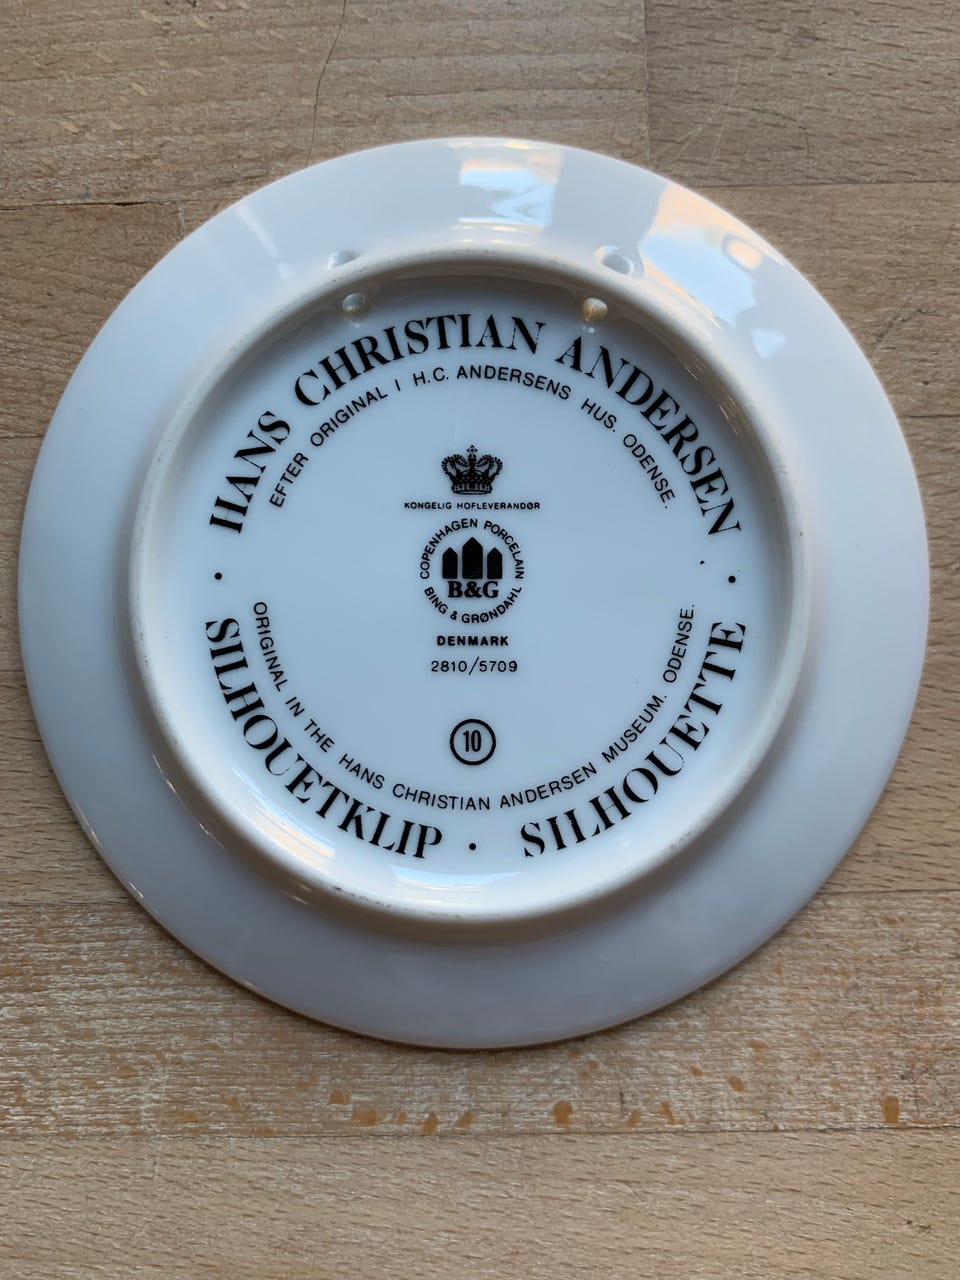 HANS CHRISTIAN ANDERSEN
EFTER ORIGINAL I H.C. ANDERSENS HUS. ODENSE.
KONGELIG HOFLEVERANDØR
COPENHAGEN PORCELAIN
B&G
BING & GRØNDAHL
DENMARK
2810/5709
10
ORIGINAL IN THE HANS CHRISTIAN ANDERSEN MUSEUM. ODENSE.
SILHOUETKLIP · SILHOUETTE